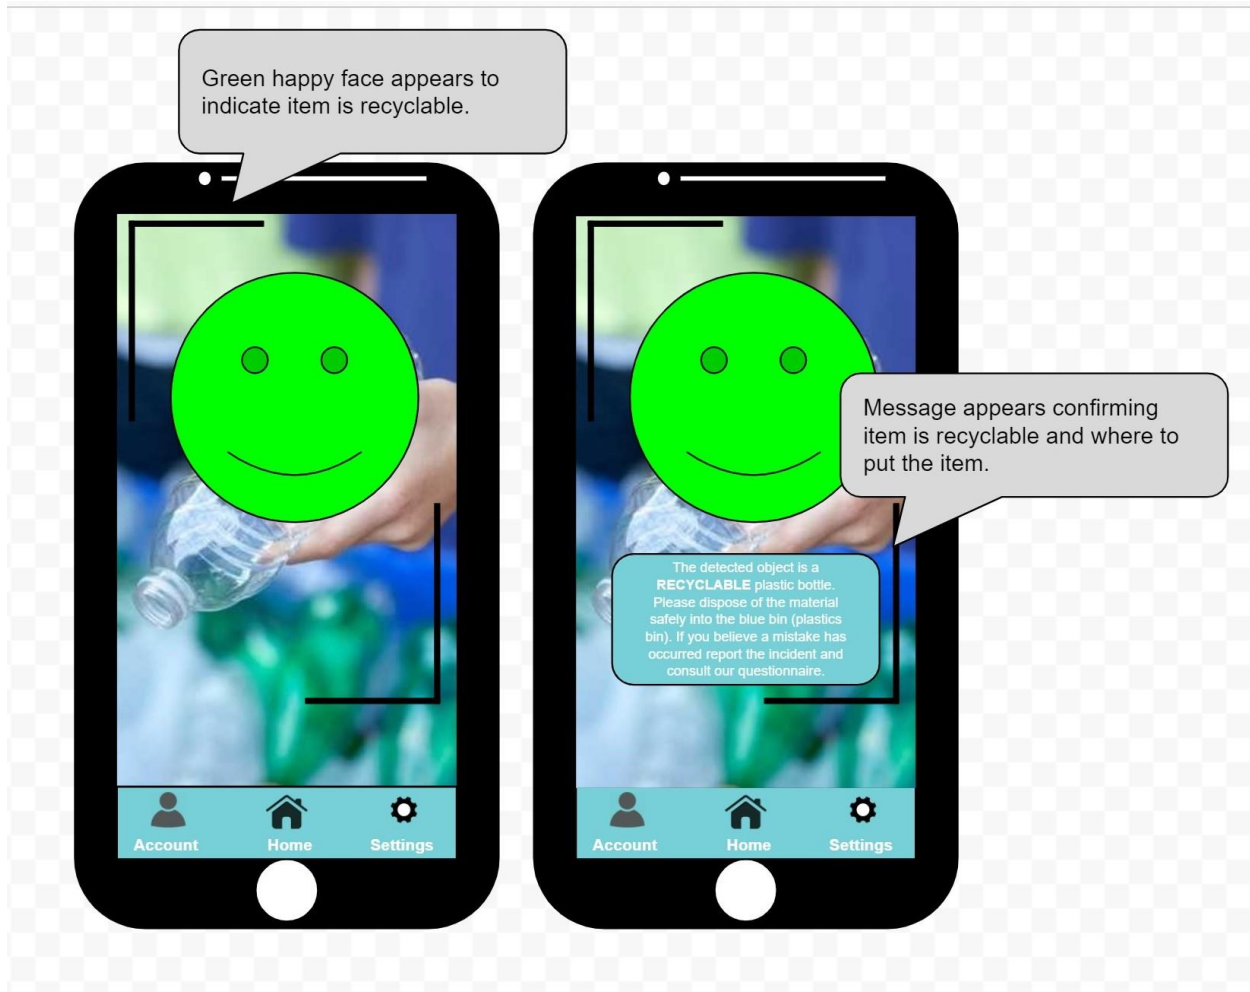 Green happy face appears to
indicate item is recyclable.
Message appears confirming
item is recyclable and where to
put the item.
The detected object is a
RECYCLABLE plastic bottle.
Please dispose of the material
safely into the blue bin (plastics
bin). If you believe a mistake has
occurred report the incident and
consult our questionnaire.
Account Home Settings
Account Home Settings